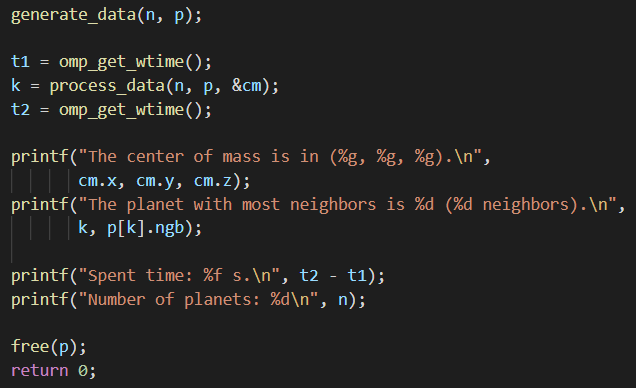 generate_data(n, p);
t1 = omp_get_wtime();
k = process_data(n, p, &cm);
t2 = omp_get_wtime();
printf("The center of mass is in (%g, %g, %g).\n",
cm.x, cm.y, cm.z);
printf("The planet with most neighbors is %d (%d neighbors).\n",
k, p[k].ngb);
printf("Spent time: %f s.\n", t2 - t1);
printf("Number of planets: %d\n", n);
free(p);
return 0;